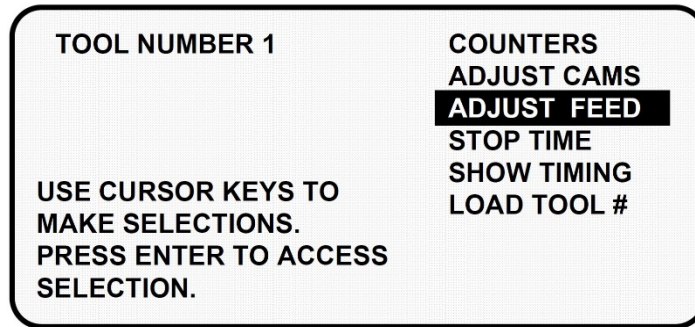 TOOL NUMBER 1
USE CURSOR KEYS TO
MAKE SELECTIONS.
PRESS ENTER TO ACCESS
SELECTION.
COUNTERS
ADJUST CAMS
ADJUST FEED
STOP TIME
SHOW TIMING
LOAD TOOL #